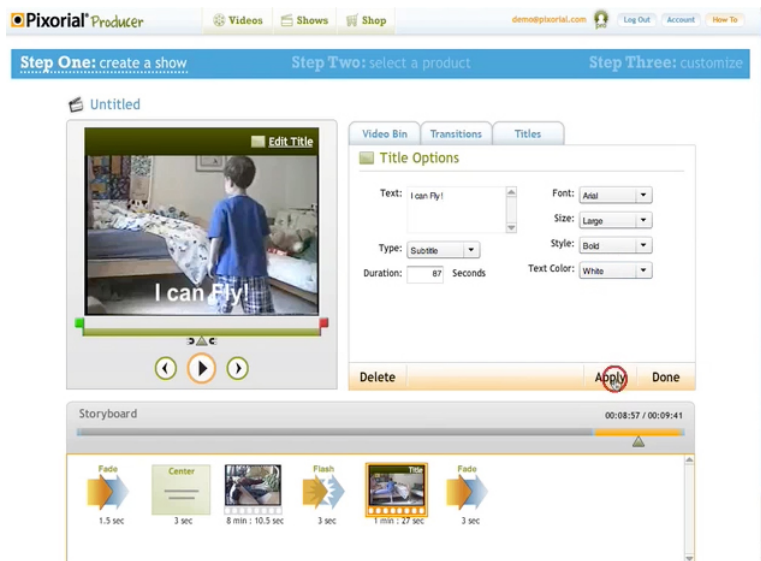 Pixorial® Producer
Videos
Shows
Shop
demo@pixorial.com
Log Out
Account
How To
Step One: create a show
Step Two: select a product
Step Three: customize
Untitled
Edit Title
I can Fly!
Video Bin
Transitions
Titles
Title Options
Text: I can Fly!
Font: Arial
Size: Large
Type: Subtitle
Style: Bold
Duration: 87 Seconds
Text Color: White
Delete
Apply
Done
Storyboard
00:08:57 / 00:09:41
Fade
Center
Flash
Title
Fade
1.5 sec
3 sec
8 min : 10.5 sec
3 sec
1 min : 27 sec
3 sec